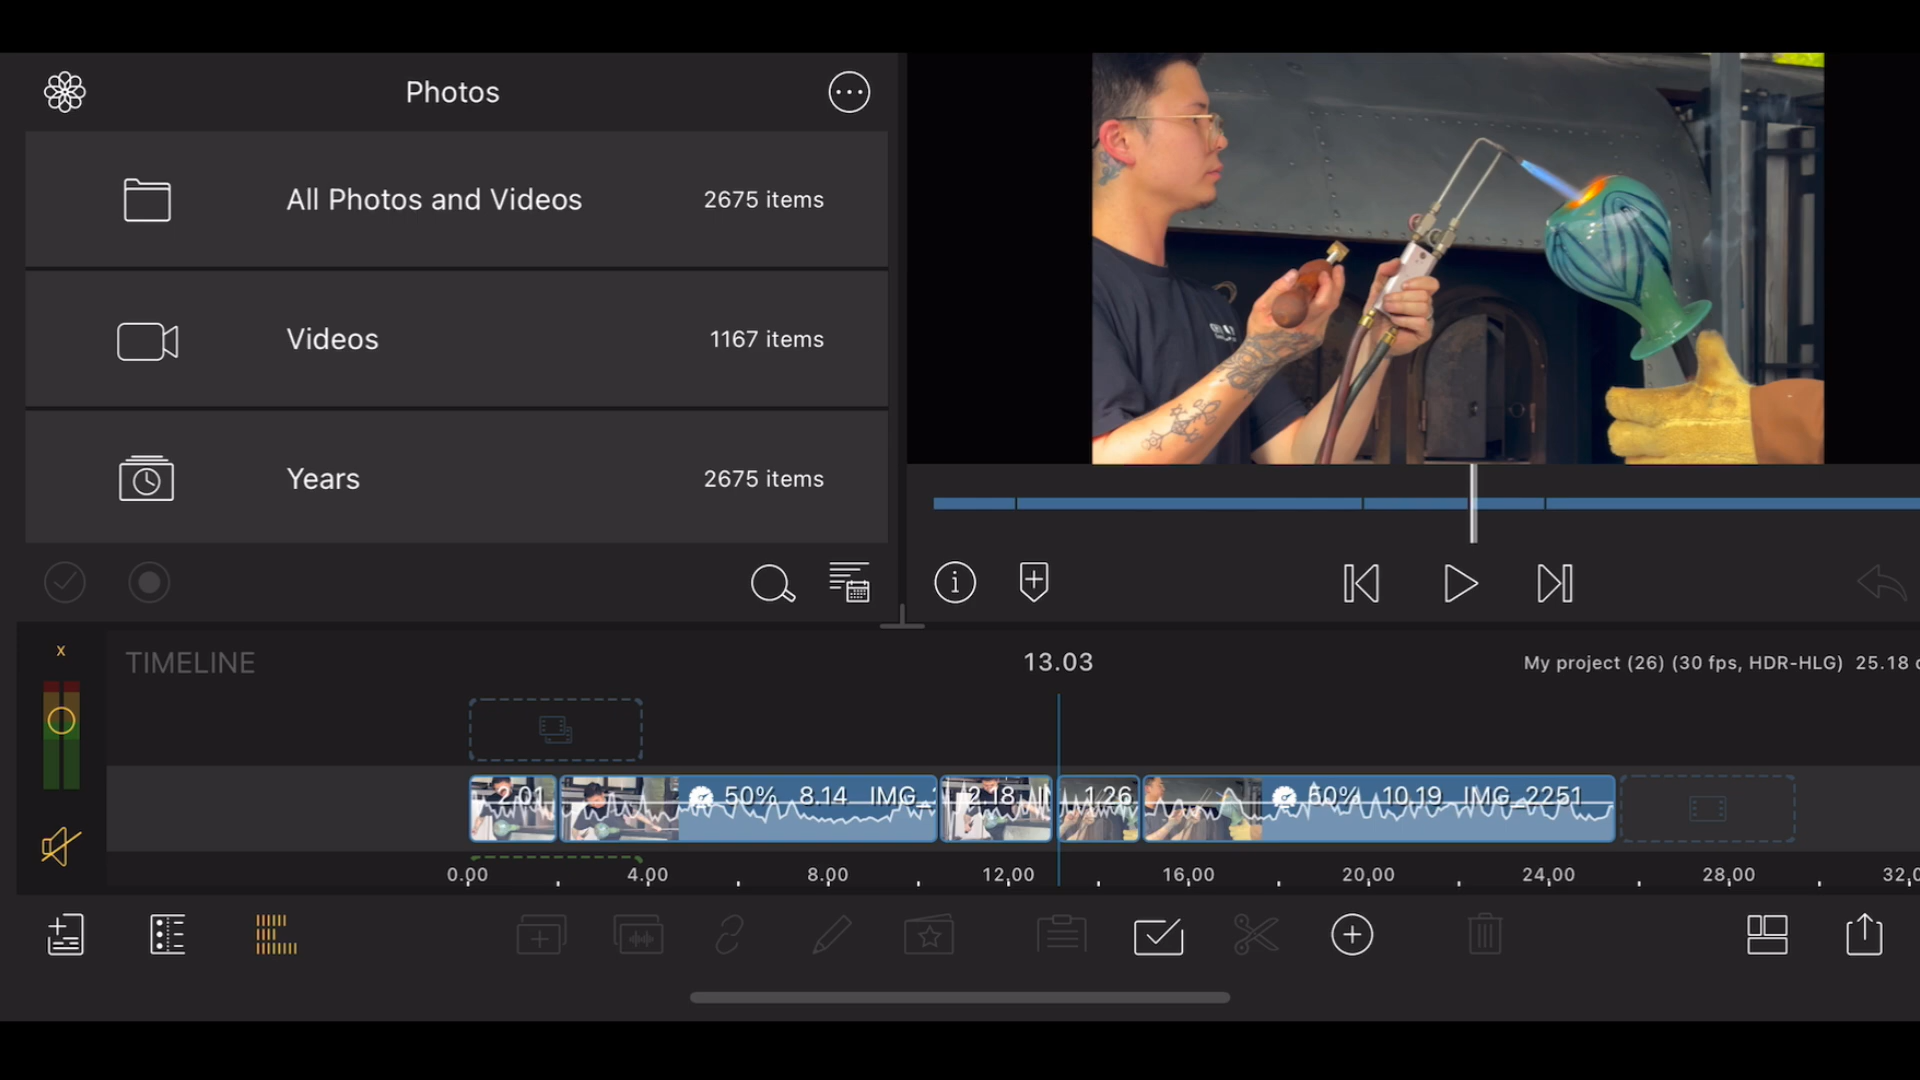 Photos
All Photos and Videos 2675 items
Videos 1167 items
Years 2675 items
x
TIMELINE
13.03
My project (26) (30 fps, HDR-HLG) 25.18
2.01
50% 8.14 IMG_
2.18
1.26
50% 10.19 IMG_2251
0.00 4.00 8.00 12,00 16,00 20,00 24,00 28,00 32,0